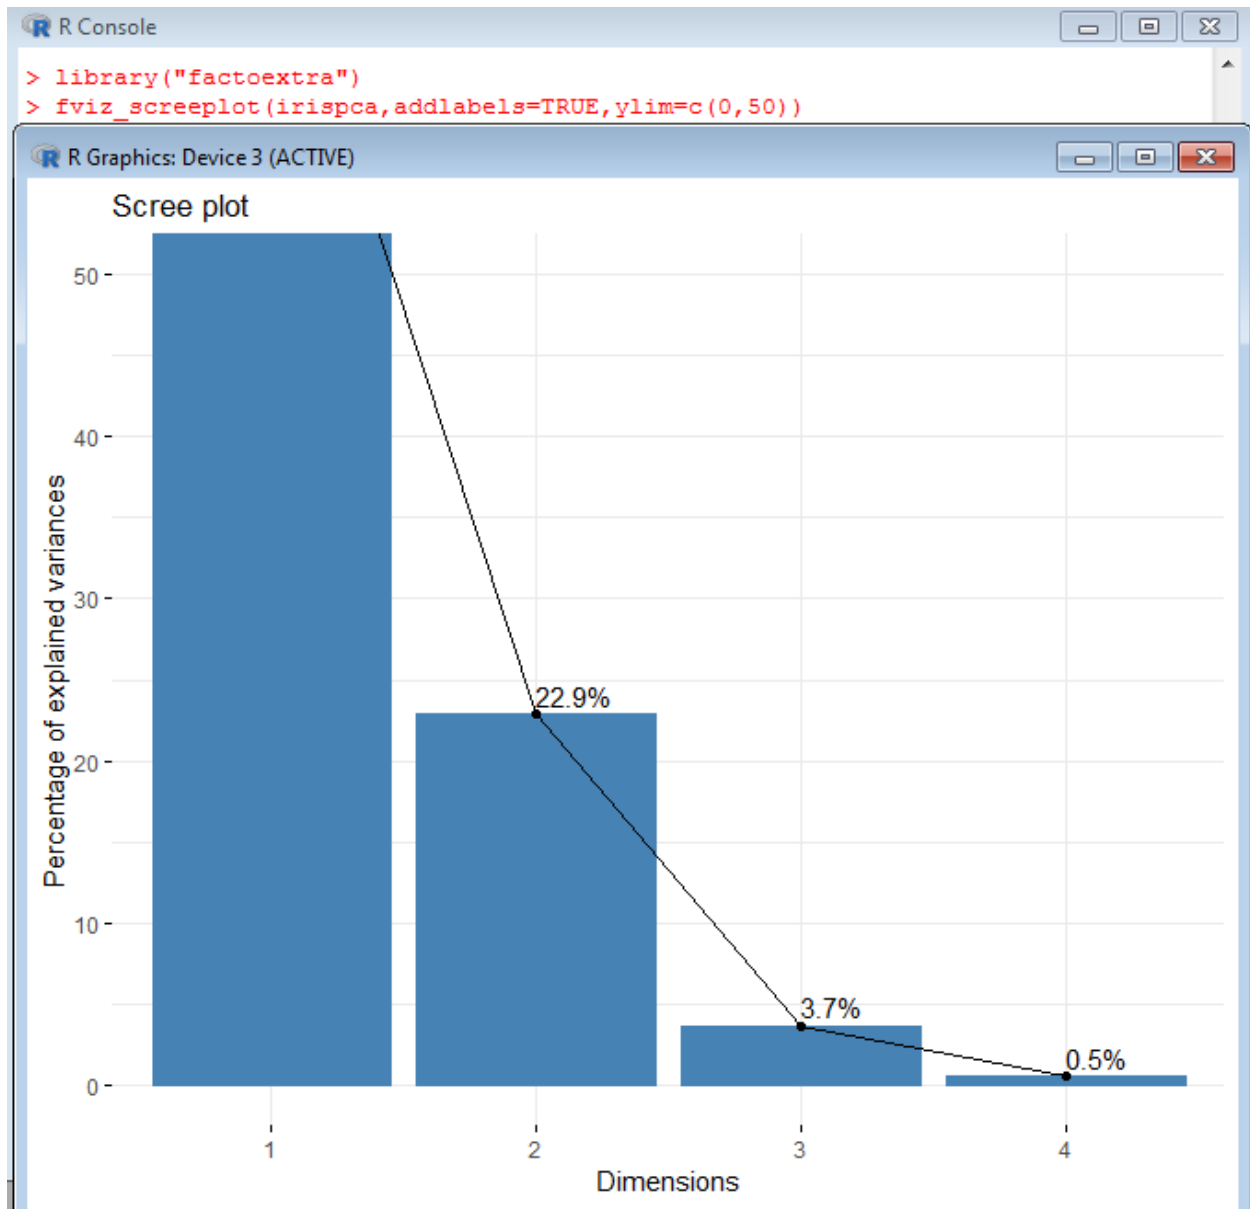 R Console
> library("factoextra")
> fviz_screeplot(irispca,addlabels=TRUE,ylim=c(0,50))
R Graphics: Device 3 (ACTIVE)
Scree plot
50
40
30
20
10
0
Percentage of explained variances
22.9%
3.7%
0.5%
1 2 3 4
Dimensions